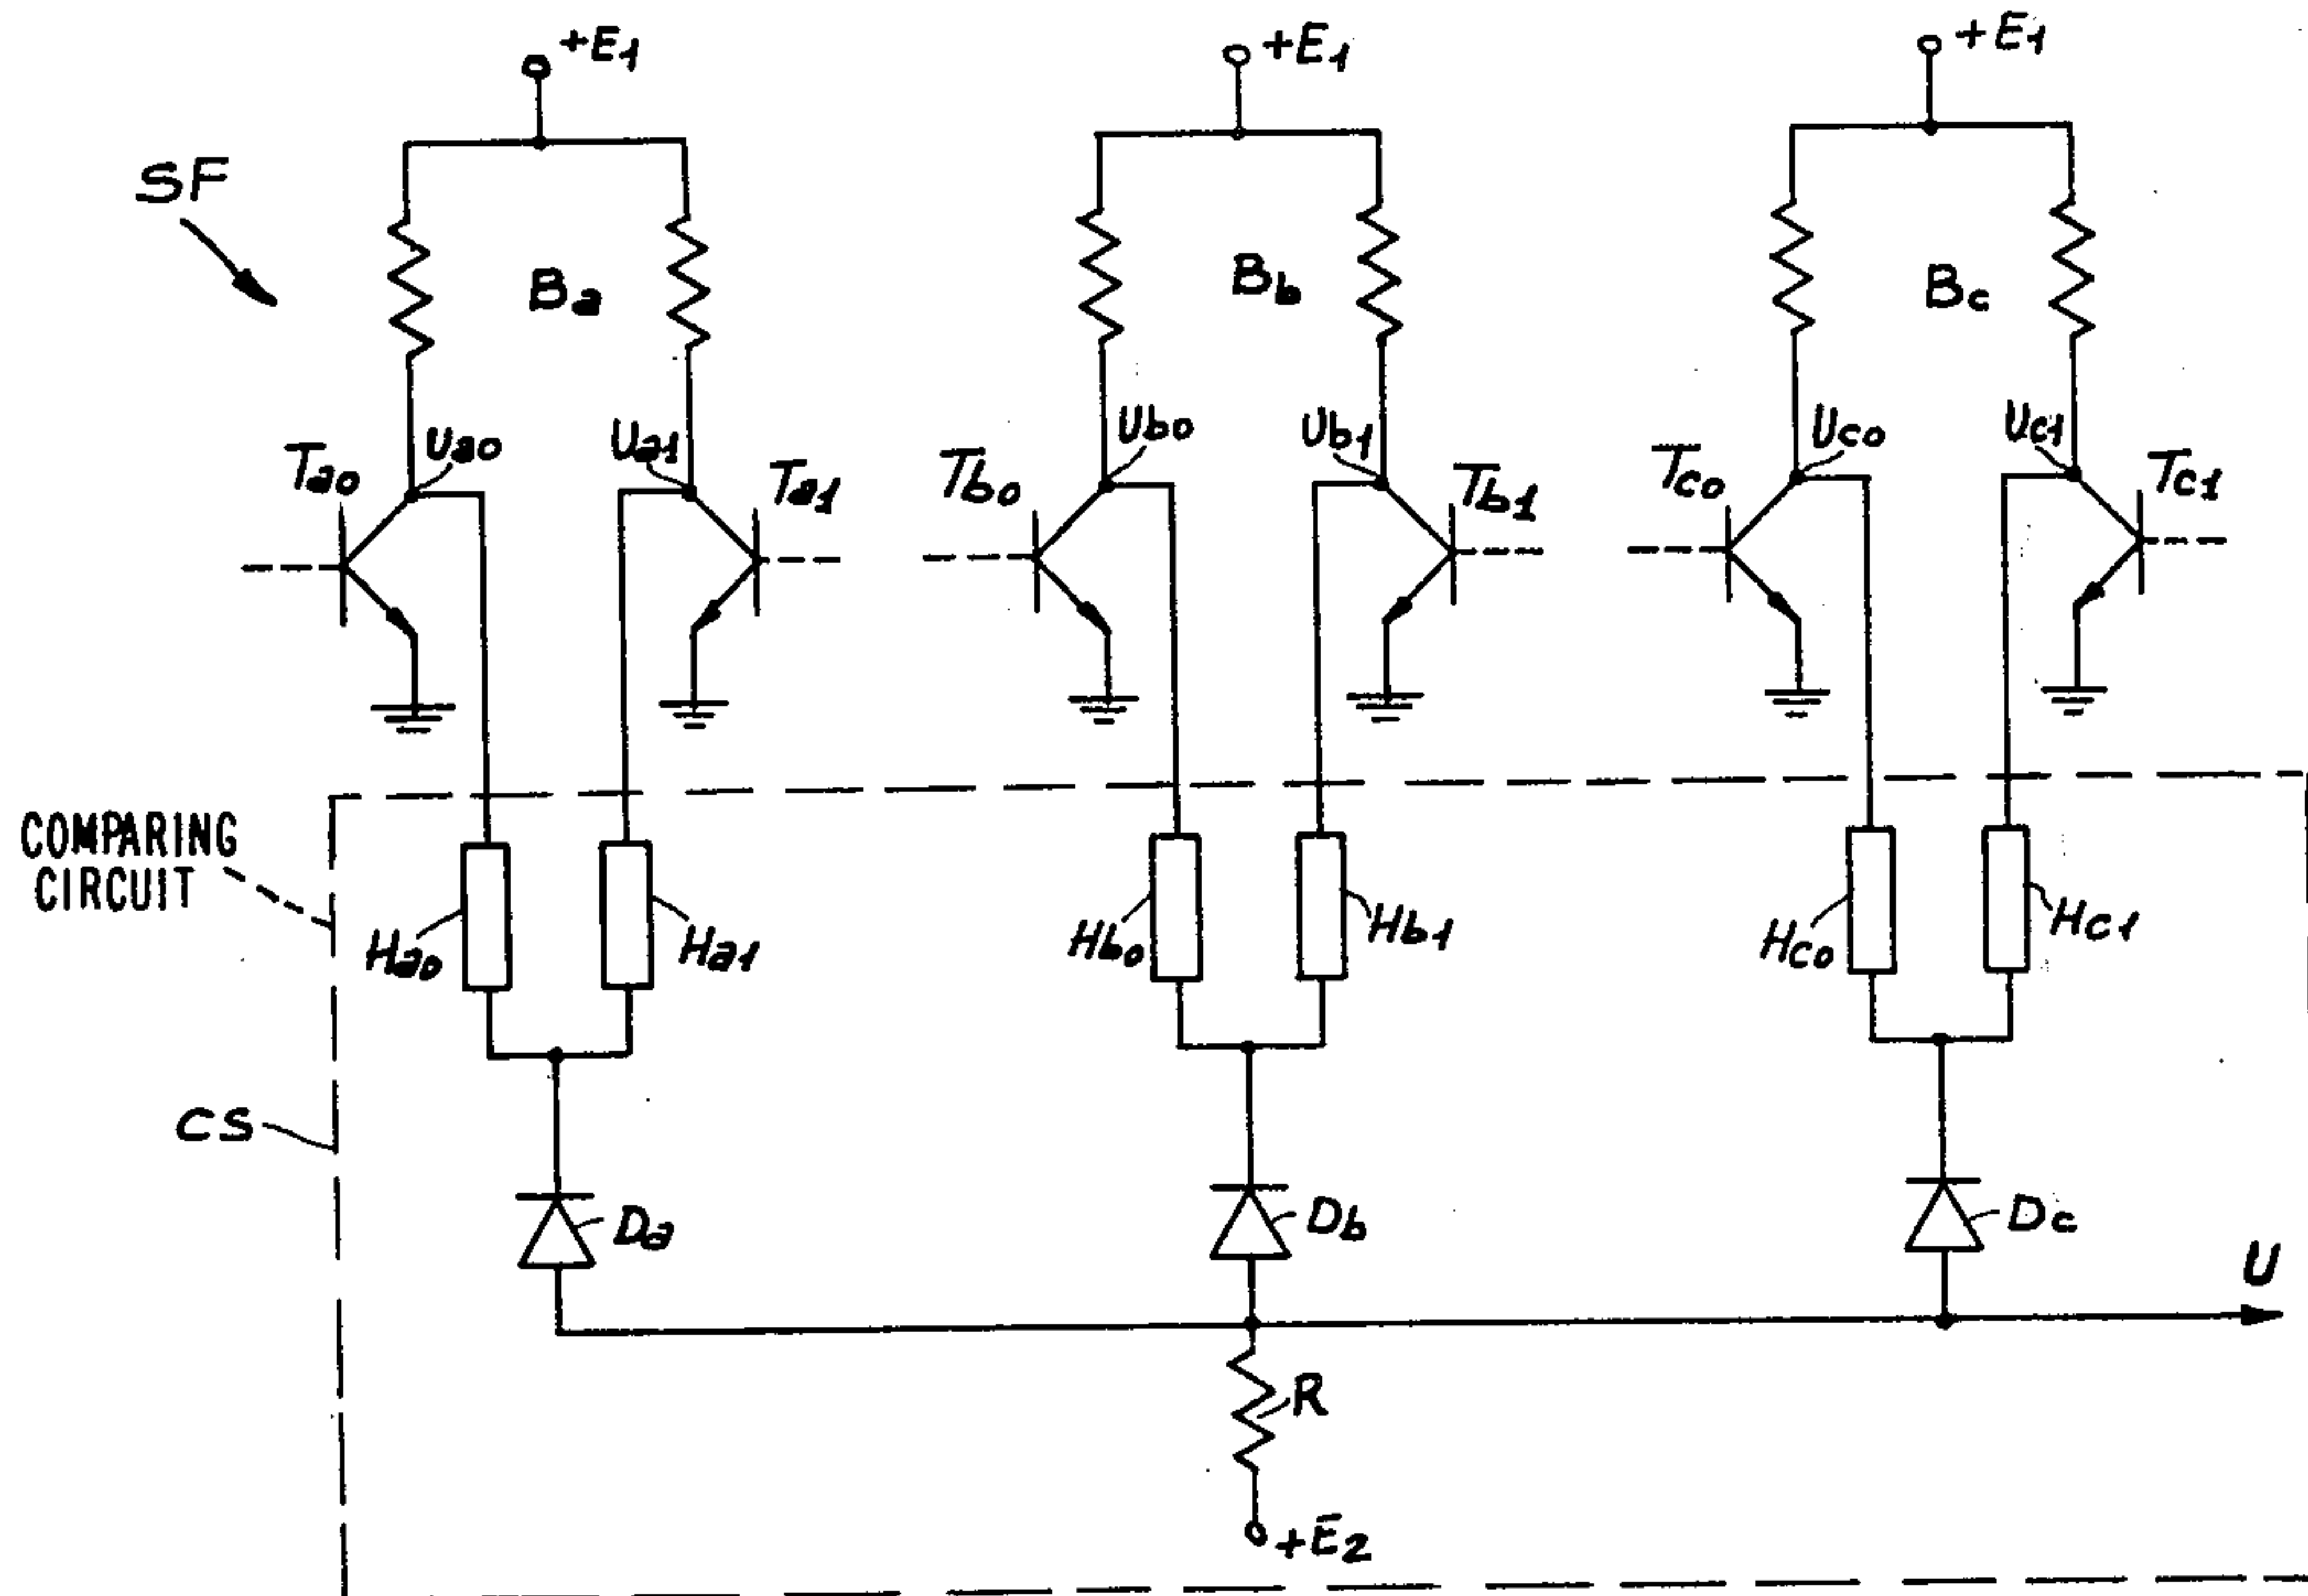 +E1
+E1
+E1
SF
Ba
Bb
Bc
Tao
Uao
Ua1
Ta1
Tbo
Ubo
Ub1
Tb1
Tco
Uco
Uc1
Tc1
COMPARING
CIRCUIT
Hao
Ha1
Hbo
Hb1
Hco
Hc1
CS
Da
Db
Dc
U
R
+E2